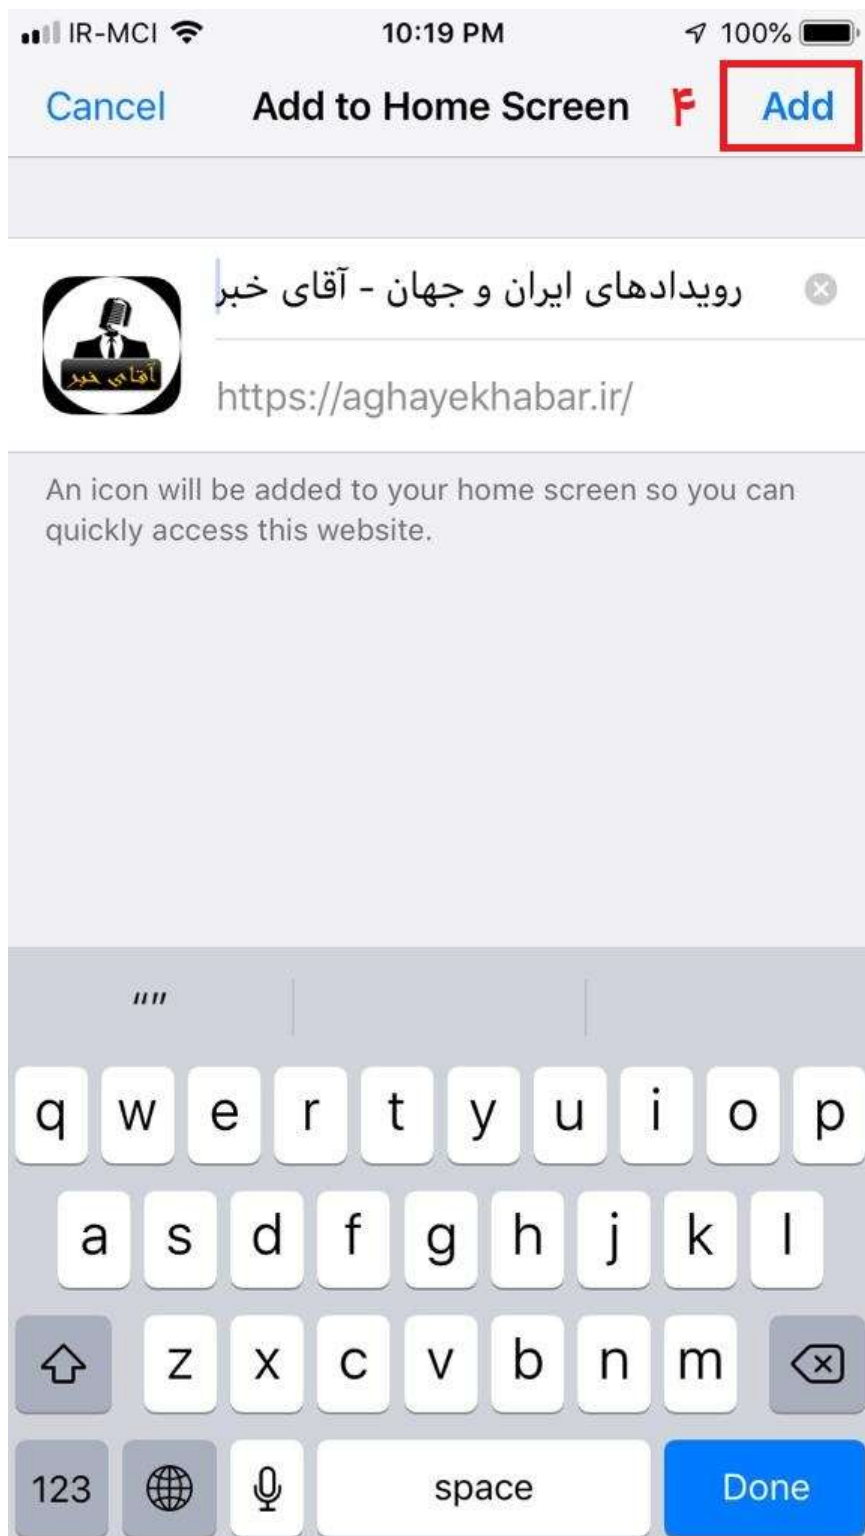 IR-MCI 10:19 PM 100%
Cancel Add to Home Screen ۴ Add
رویدادهای ایران و جهان - آقای خبر
آقای خبر
https://aghayekhabar.ir/
An icon will be added to your home screen so you can
quickly access this website.
“”
q w e r t y u i o p
a s d f g h j k l
z x c v b n m
123 space Done